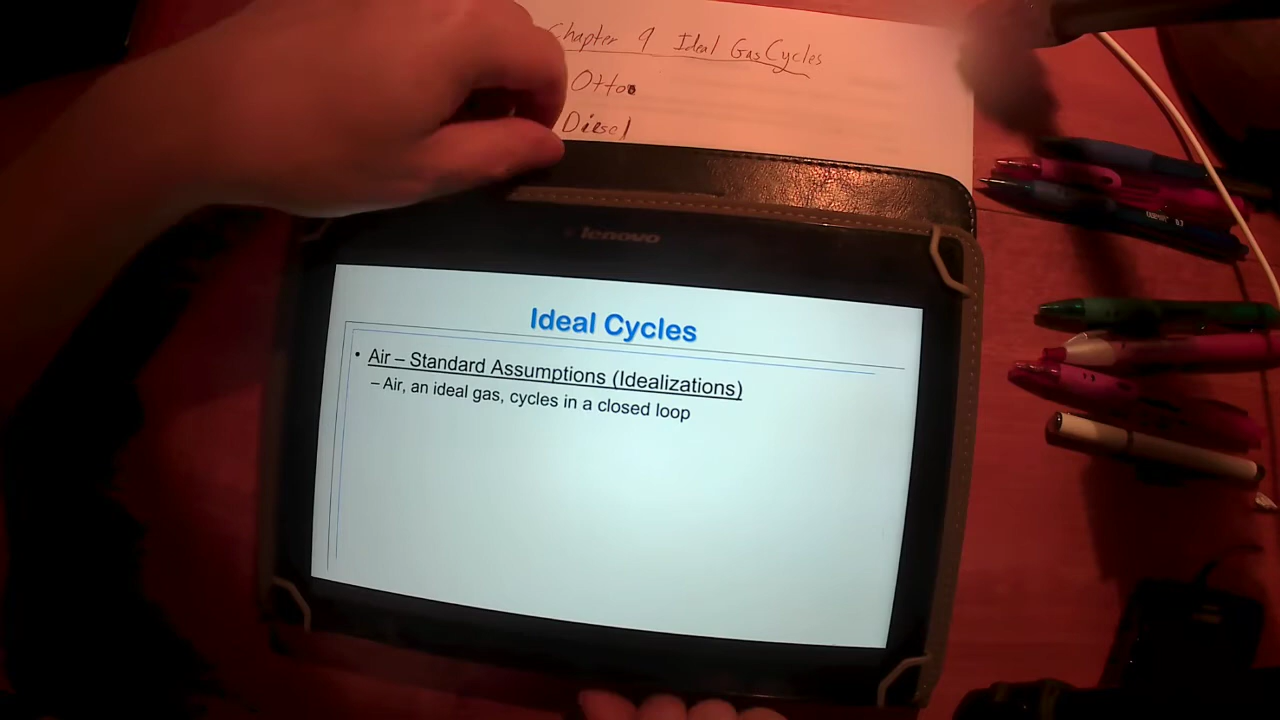 Chapter 9 Ideal Gas Cycles
Otto
Diesel
lenovo
Ideal Cycles
• Air – Standard Assumptions (Idealizations)
– Air, an ideal gas, cycles in a closed loop